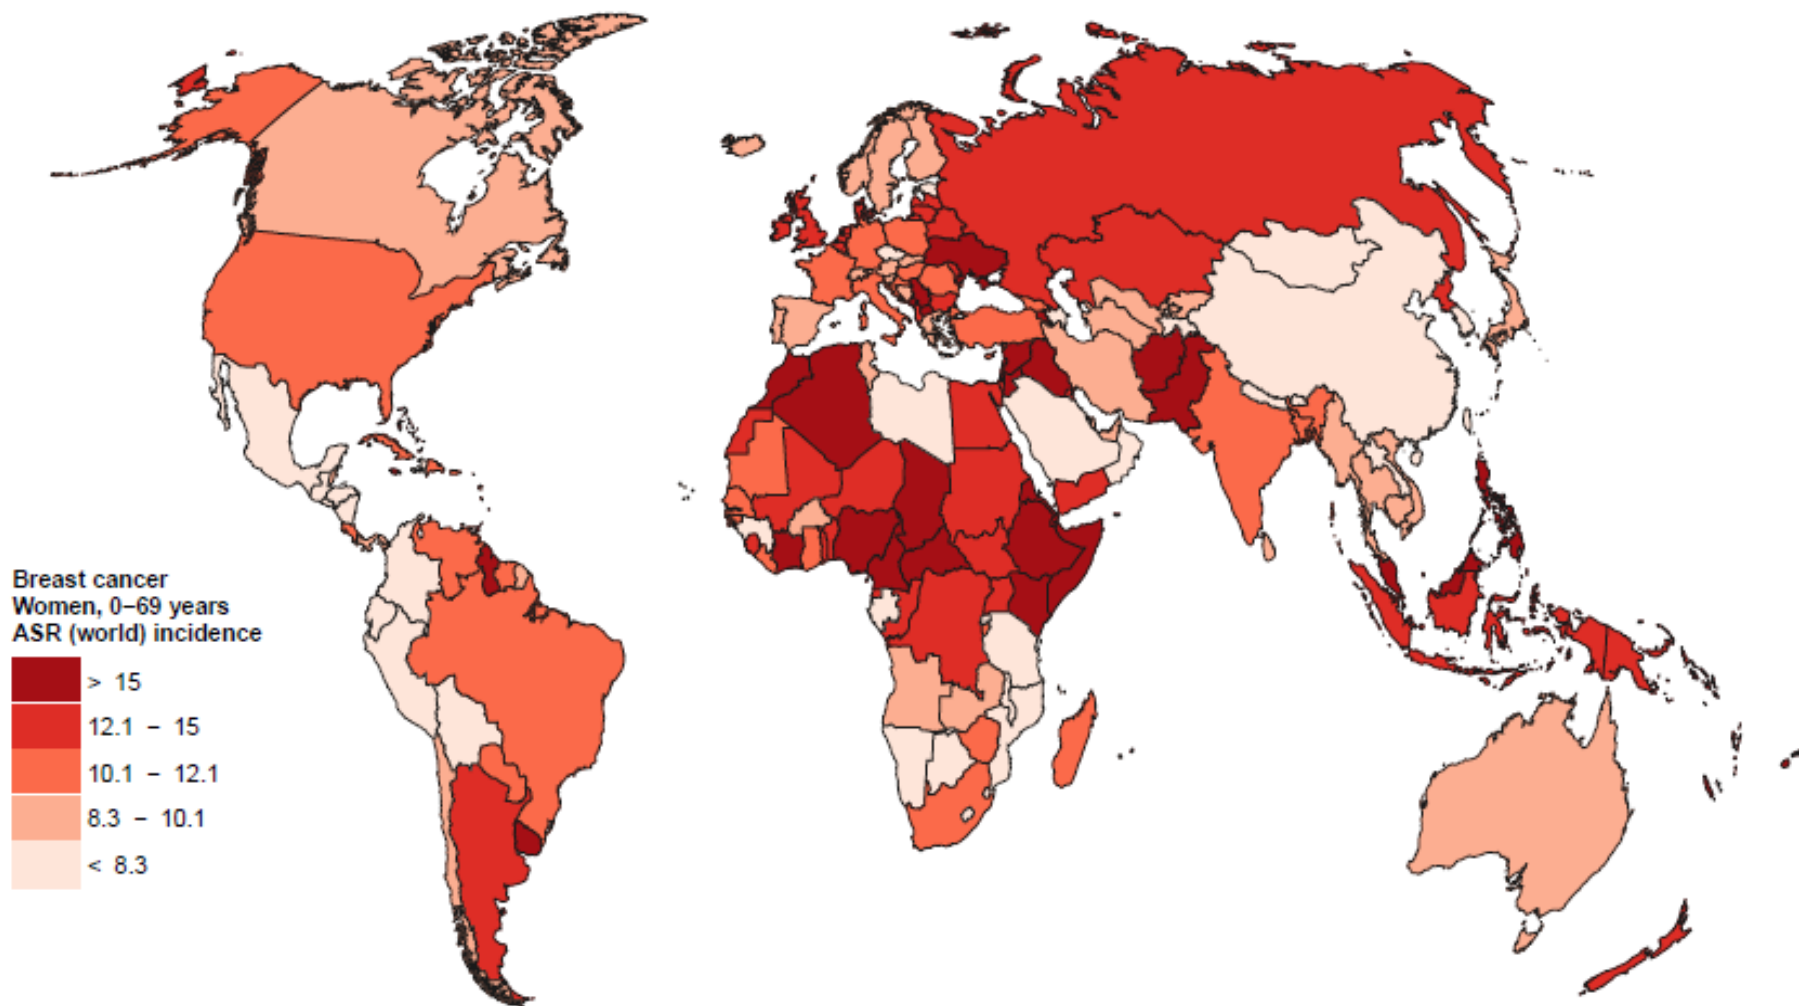 Breast cancer
Women, 0–69 years
ASR (world) incidence
> 15
12.1 – 15
10.1 – 12.1
8.3 – 10.1
< 8.3